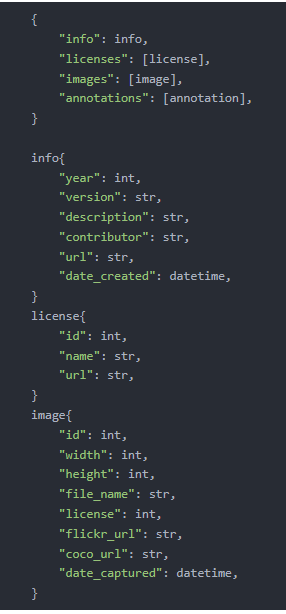 {
"info": info,
"licenses": [license],
"images": [image],
"annotations": [annotation],
}
info{
"year": int,
"version": str,
"description": str,
"contributor": str,
"url": str,
"date_created": datetime,
}
license{
"id": int,
"name": str,
"url": str,
}
image{
"id": int,
"width": int,
"height": int,
"file_name": str,
"license": int,
"flickr_url": str,
"coco_url": str,
"date_captured": datetime,
}